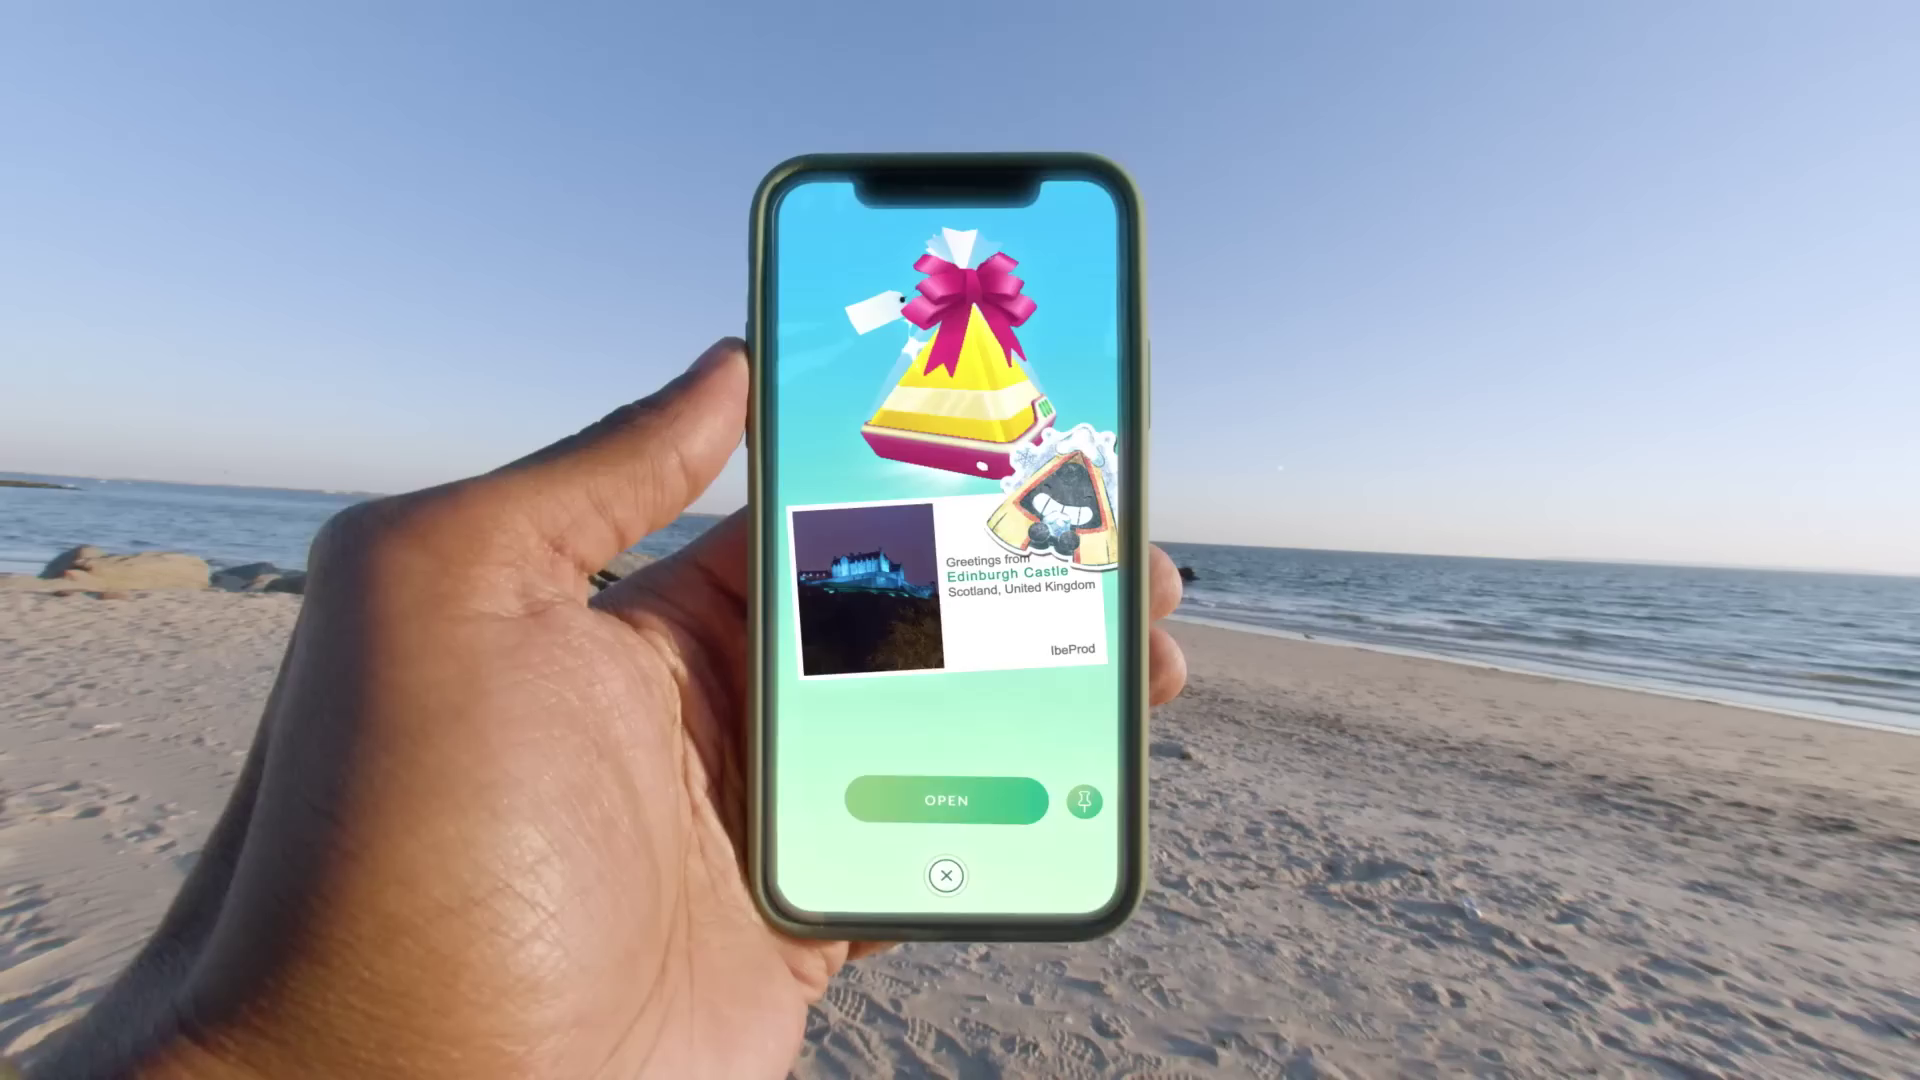 Greetings from
Edinburgh Castle
Scotland, United Kingdom
IbeProd
OPEN